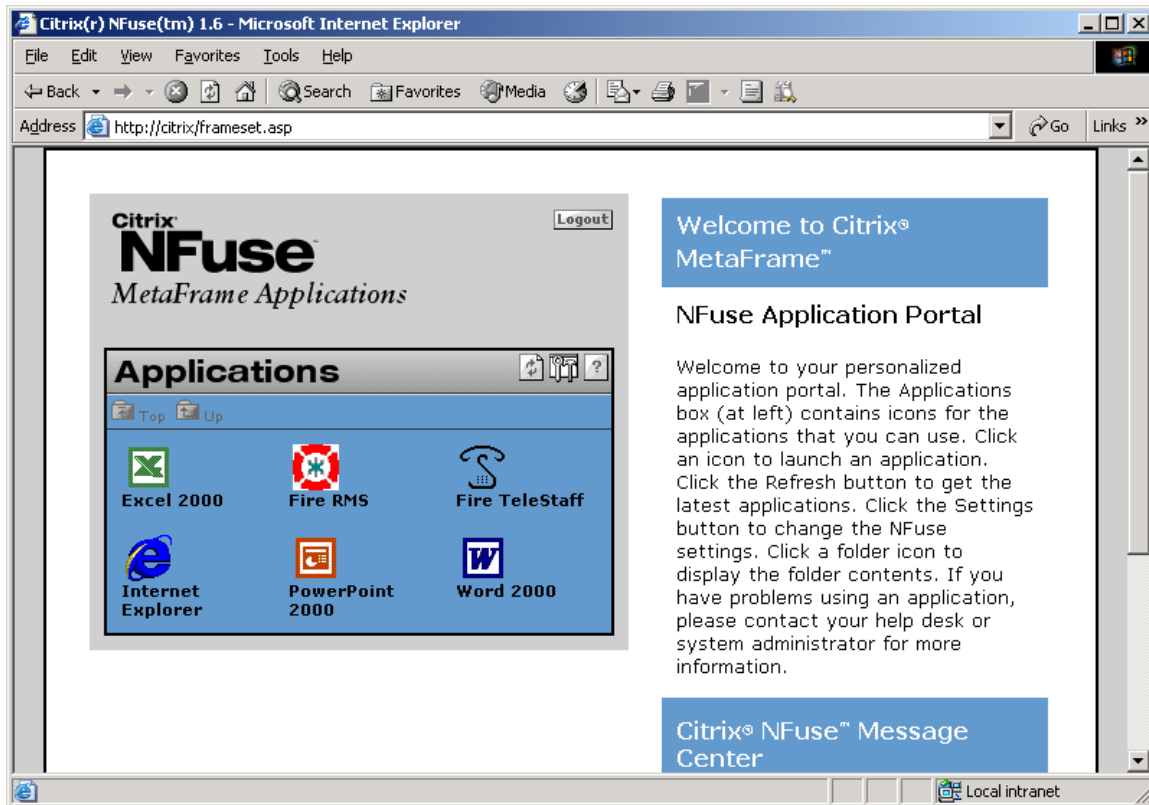 Citrix(r) NFuse(tm) 1.6 - Microsoft Internet Explorer
File Edit View Favorites Tools Help
Back Search Favorites Media
Address http://citrix/frameset.asp Go Links »
Citrix™
NFuse™
MetaFrame Applications
Logout
Applications ?
Top Up
Excel 2000 Fire RMS Fire TeleStaff
Internet
Explorer
PowerPoint
2000
Word 2000
Welcome to Citrix®
MetaFrame™
NFuse Application Portal
Welcome to your personalized
application portal. The Applications
box (at left) contains icons for the
applications that you can use. Click
an icon to launch an application.
Click the Refresh button to get the
latest applications. Click the Settings
button to change the NFuse
settings. Click a folder icon to
display the folder contents. If you
have problems using an application,
please contact your help desk or
system administrator for more
information.
Citrix® NFuse™ Message
Center
Local intranet